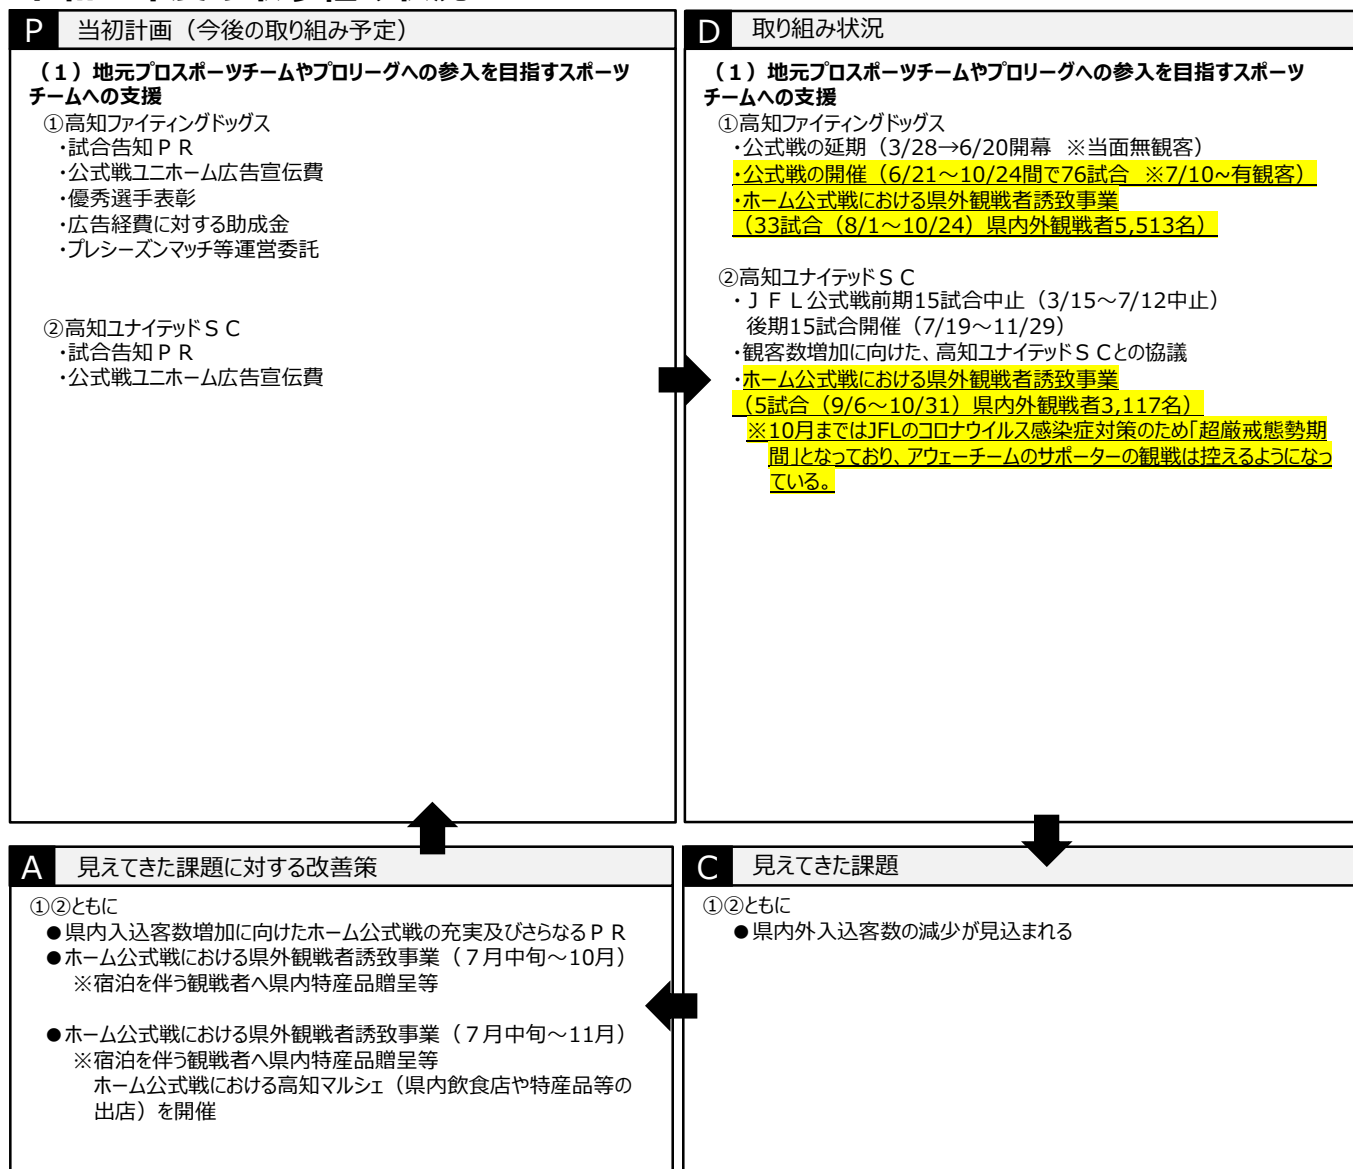 P 当初計画（今後の取り組み予定）
（１）地元プロスポーツチームやプロリーグへの参入を目指すスポーツ
チームへの支援
①高知ファイティングドッグス
・試合告知ＰＲ
・公式戦ユニホーム広告宣伝費
・優秀選手表彰
・広告経費に対する助成金
・プレシーズンマッチ等運営委託
②高知ユナイテッドＳＣ
・試合告知ＰＲ
・公式戦ユニホーム広告宣伝費
D 取り組み状況
（１）地元プロスポーツチームやプロリーグへの参入を目指すスポーツ
チームへの支援
①高知ファイティングドッグス
・公式戦の延期（3/28→6/20開幕　※当面無観客）
・公式戦の開催（6/21～10/24間で76試合　※7/10~有観客）
・ホーム公式戦における県外観戦者誘致事業
（33試合（8/1～10/24）県内外観戦者5,513名）
②高知ユナイテッドＳＣ
・ＪＦＬ公式戦前期15試合中止（3/15～7/12中止）
後期15試合開催（7/19～11/29）
・観客数増加に向けた、高知ユナイテッドＳＣとの協議
・ホーム公式戦における県外観戦者誘致事業
（5試合（9/6～10/31）県内外観戦者3,117名）
※10月まではJFLのコロナウイルス感染症対策のため「超厳戒態勢期
間」となっており、アウェーチームのサポーターの観戦は控えるようになっ
ている。
A 見えてきた課題に対する改善策
①②ともに
●県内入込客数増加に向けたホーム公式戦の充実及びさらなるＰＲ
●ホーム公式戦における県外観戦者誘致事業（７月中旬～10月）
※宿泊を伴う観戦者へ県内特産品贈呈等
●ホーム公式戦における県外観戦者誘致事業（７月中旬～11月）
※宿泊を伴う観戦者へ県内特産品贈呈等
ホーム公式戦における高知マルシェ（県内飲食店や特産品等の
出店）を開催
C 見えてきた課題
①②ともに
●県内外入込客数の減少が見込まれる